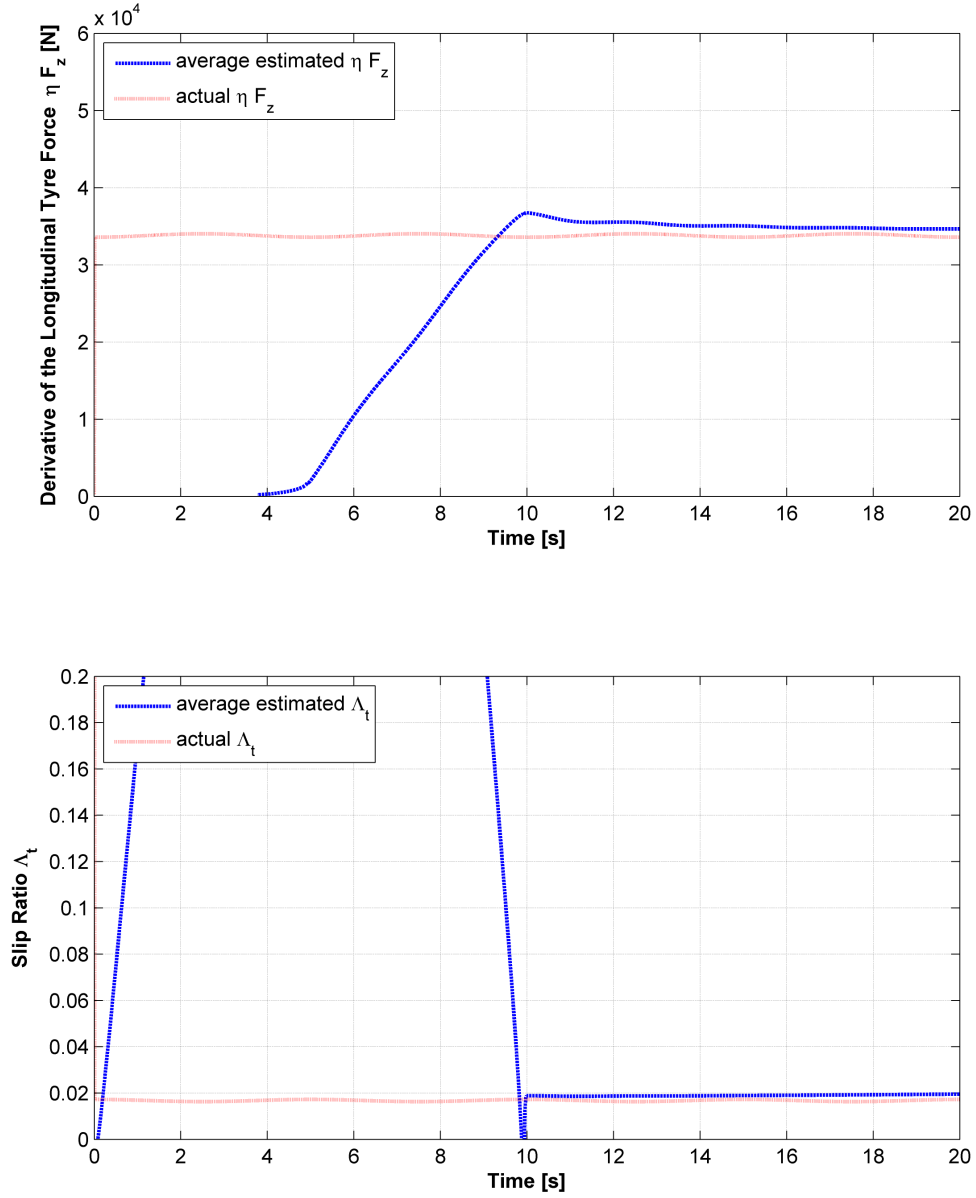 x 10⁴
6
5
4
3
2
1
0
Derivative of the Longitudinal Tyre Force η F_z [N]
average estimated η F_z
actual η F_z
0 2 4 6 8 10 12 14 16 18 20
Time [s]
0.2
0.18
0.16
0.14
0.12
0.1
0.08
0.06
0.04
0.02
0
Slip Ratio Λ_t
average estimated Λ_t
actual Λ_t
0 2 4 6 8 10 12 14 16 18 20
Time [s]